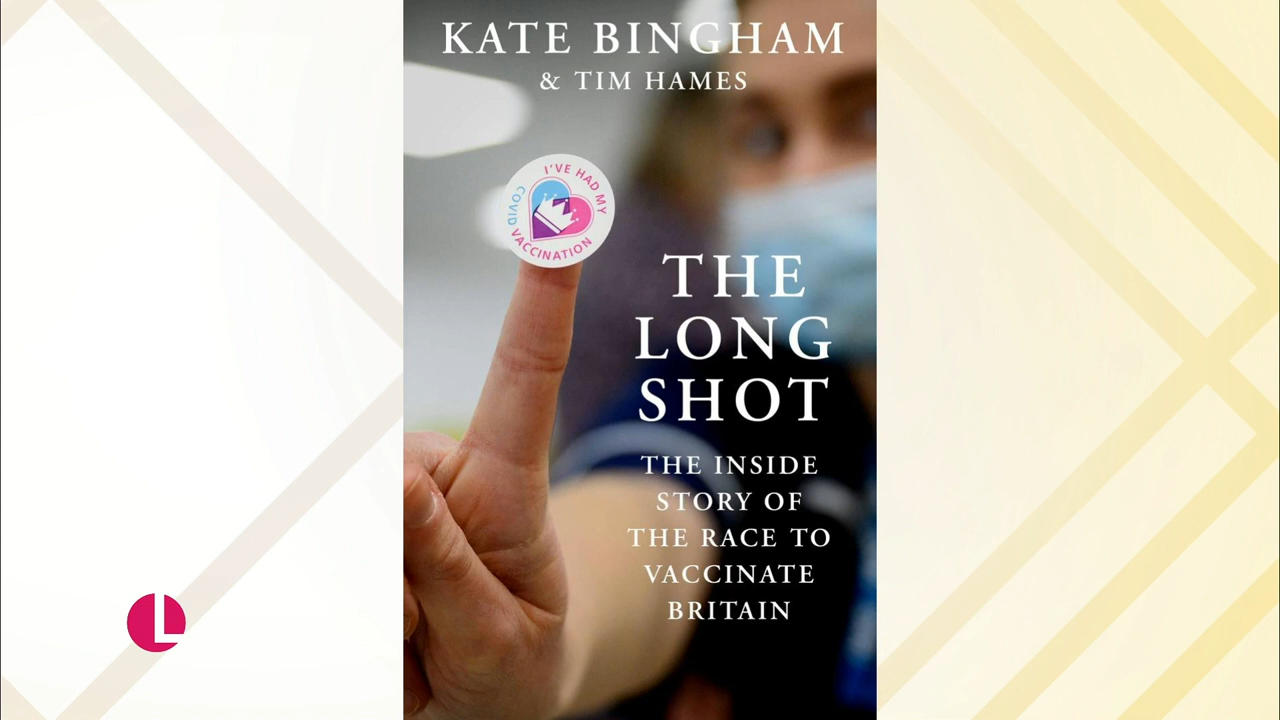 KATE BINGHAM
& TIM HAMES
I'VE HAD MY
COVID VACCINATION
THE
LONG
SHOT
THE INSIDE
STORY OF
THE RACE TO
VACCINATE
BRITAIN
L